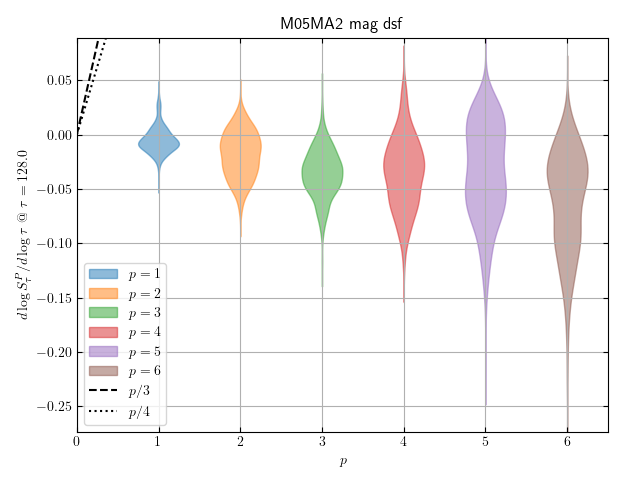 M05MA2 mag dsf
d log S_τ^P / d log τ @ τ = 128.0
0.05
0.00
−0.05
−0.10
−0.15
−0.20
−0.25
p = 1
p = 2
p = 3
p = 4
p = 5
p = 6
p/3
p/4
0 1 2 3 4 5 6
p